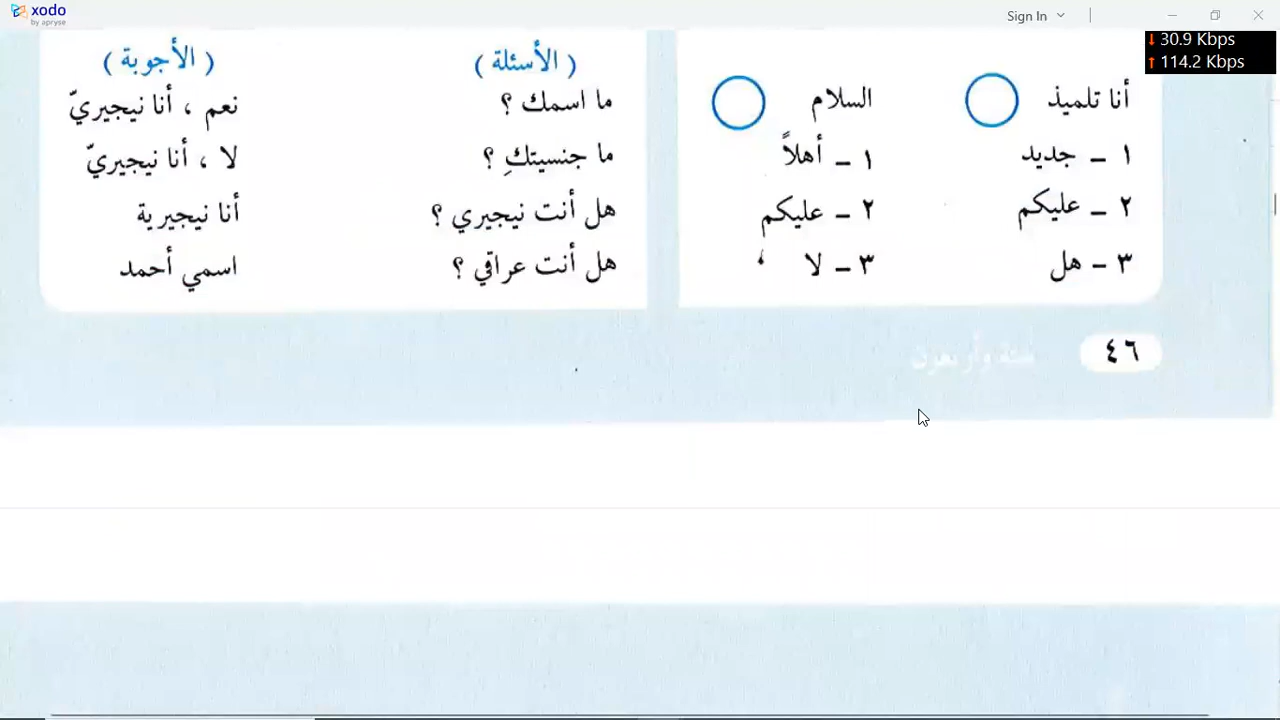 xodo
by apryse
Sign In
30.9 Kbps
114.2 Kbps
أنا تلميذ
١ ـ جديد
٢ ـ عليكم
٣ ـ هل
السلام
١ ـ أهلاً
٢ ـ عليكم
٣ ـ لا
( الأسئلة )
ما اسمك ؟
ما جنسيتكِ ؟
هل أنت نيجيري ؟
هل أنت عراقي ؟
( الأجوبة )
نعم ، أنا نيجيريّ
لا ، أنا نيجيريّ
أنا نيجيرية
اسمي أحمد
٤٦
ستة وأربعون